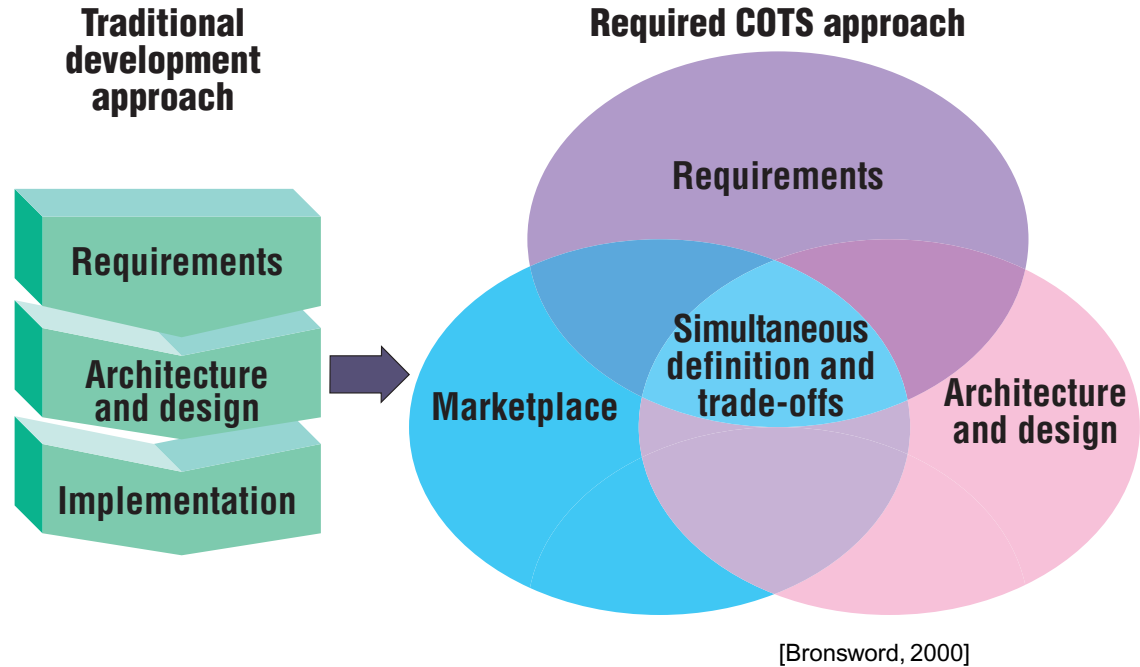 Traditional
development
approach
Requirements
Architecture
and design
Implementation
Required COTS approach
Requirements
Simultaneous
definition and
trade-offs
Marketplace
Architecture
and design
[Bronsword, 2000]